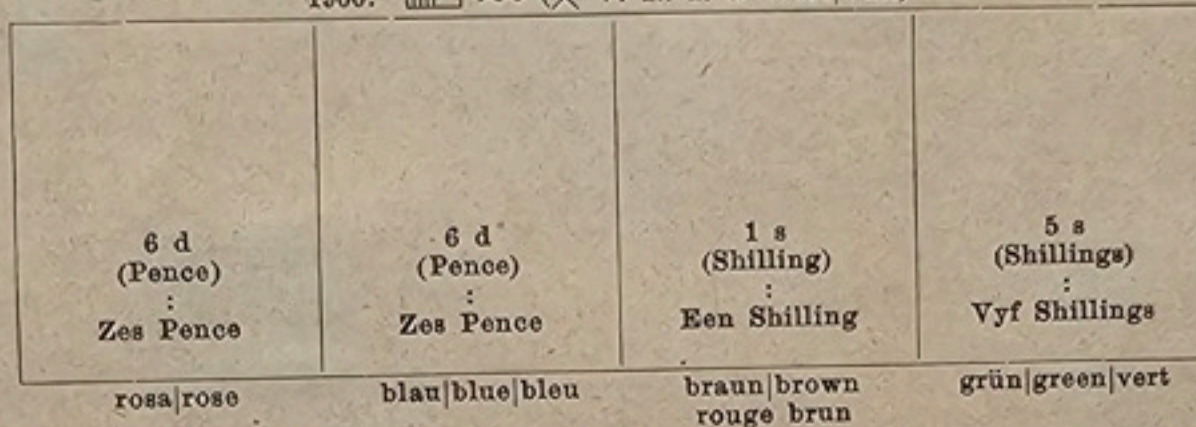 6 d
(Pence)
:
Zes Pence
rosa|rose
6 d
(Pence)
:
Zes Pence
blau|blue|bleu
1 s
(Shilling)
:
Een Shilling
braun|brown
rouge brun
5 s
(Shillings)
:
Vyf Shillings
grün|green|vert